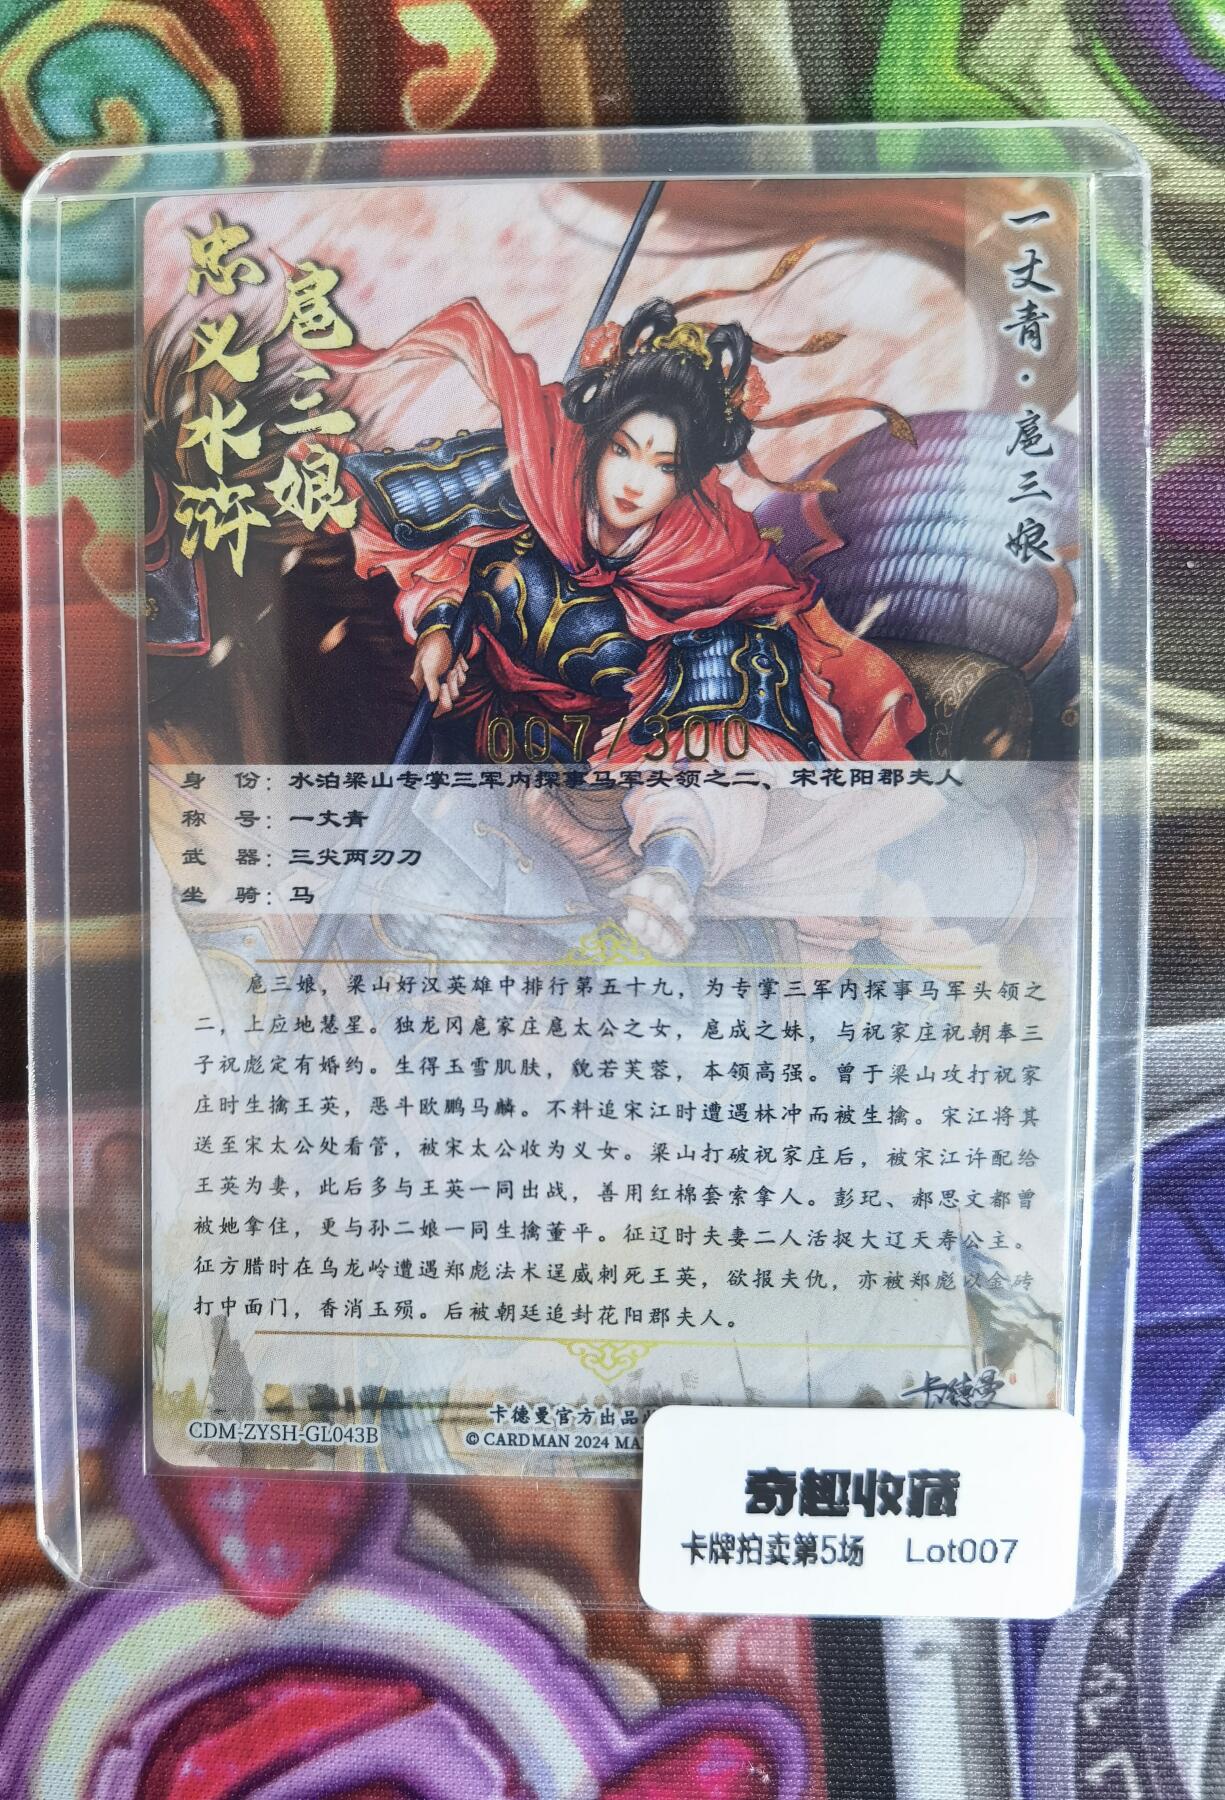 忠义水浒
扈三娘
一丈青·扈三娘
007/300
身 份：水泊梁山专掌三军内探事马军头领之二、宋花阳郡夫人
称 号：一丈青
武 器：三尖两刃刀
坐 骑：马
扈三娘，梁山好汉英雄中排行第五十九，为专掌三军内探事马军头领之
二，上应地慧星。独龙冈扈家庄扈太公之女，扈成之妹，与祝家庄祝朝奉三
子祝彪定有婚约。生得玉雪肌肤，貌若芙蓉，本领高强。曾于梁山攻打祝家
庄时生擒王英，恶斗欧鹏马麟。不料追宋江时遭遇林冲而被生擒。宋江将其
送至宋太公处看管，被宋太公收为义女。梁山打破祝家庄后，被宋江许配给
王英为妻，此后多与王英一同出战，善用红棉套索拿人。彭玘、郝思文都曾
被她拿住，更与孙二娘一同生擒董平。征辽时夫妻二人活捉大辽天寿公主。
征方腊时在乌龙岭遭遇郑彪法术逞威刺死王英，欲报夫仇，亦被郑彪以金砖
打中面门，香消玉殒。后被朝廷追封花阳郡夫人。
卡德曼
CDM-ZYSH-GL043B
卡德曼官方出品
© CARDMAN 2024 MA
奇趣收藏
卡牌拍卖第5场 Lot007